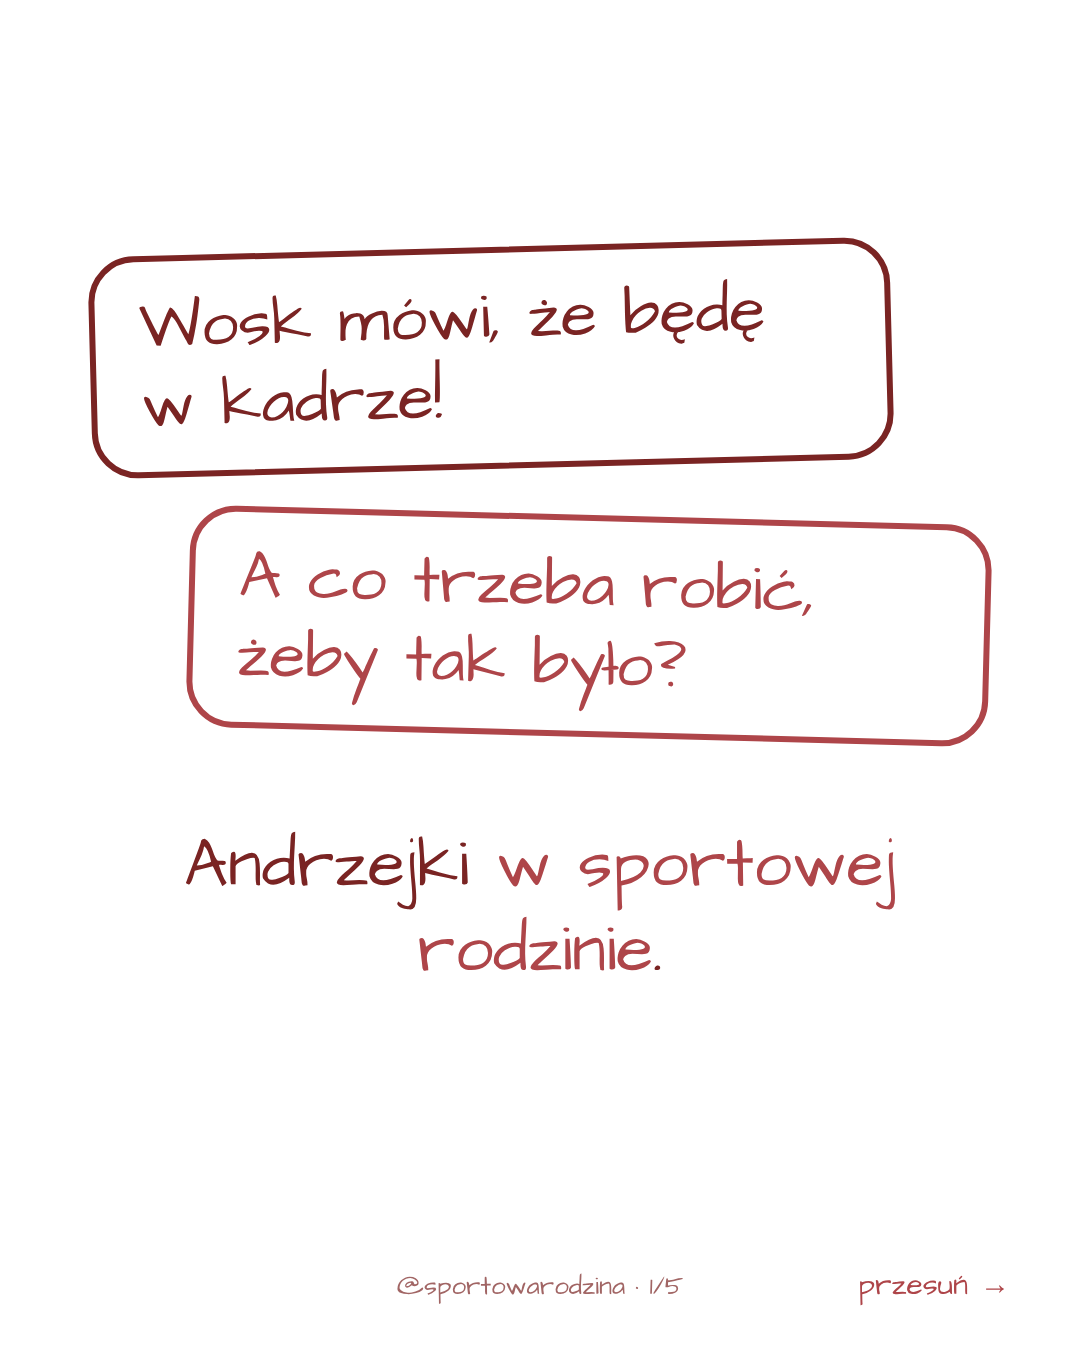 Wosk mówi, że będę
w kadrze!
A co trzeba robić,
żeby tak było?
Andrzejki w sportowej
rodzinie.
@sportowarodzina · 1/5
przesuń →